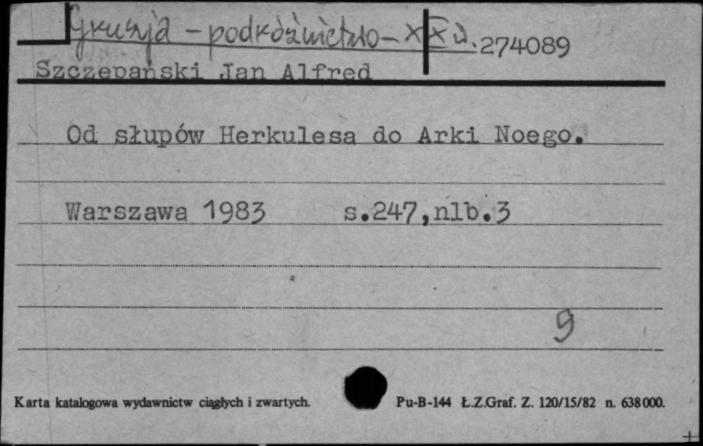 Gruzja - podróżnictwo - XX w. 274089
Szczepański Jan Alfred
Od słupów Herkulesa do Arki Noego.
Warszawa 1983 s.247,nlb.3
9
Karta katalogowa wydawnictw ciągłych i zwartych. Pu-B-144 Ł.Z.Graf. Z. 120/15/82 n. 638000.